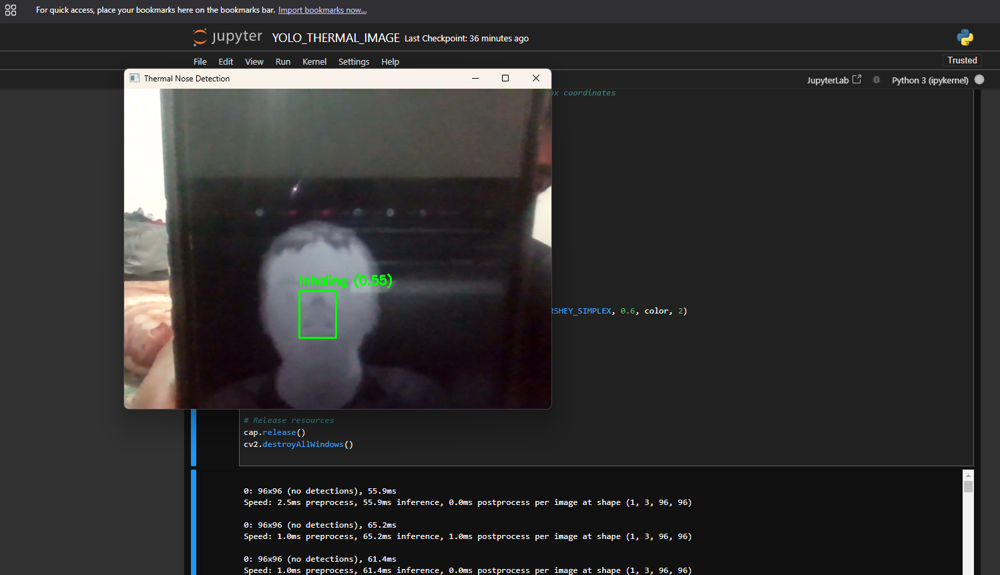 For quick access, place your bookmarks here on the bookmarks bar. Import bookmarks now...
jupyter YOLO_THERMAL_IMAGE Last Checkpoint: 36 minutes ago
File Edit View Run Kernel Settings Help
Trusted
JupyterLab Python 3 (ipykernel)
Thermal Nose Detection
ox coordinates
Inhaling (0.55)
RSHEY_SIMPLEX, 0.6, color, 2)
# Release resources
cap.release()
cv2.destroyAllWindows()
0: 96x96 (no detections), 55.9ms
Speed: 2.5ms preprocess, 55.9ms inference, 0.0ms postprocess per image at shape (1, 3, 96, 96)
0: 96x96 (no detections), 65.2ms
Speed: 1.0ms preprocess, 65.2ms inference, 1.0ms postprocess per image at shape (1, 3, 96, 96)
0: 96x96 (no detections), 61.4ms
Speed: 1.0ms preprocess, 61.4ms inference, 0.0ms postprocess per image at shape (1, 3, 96, 96)